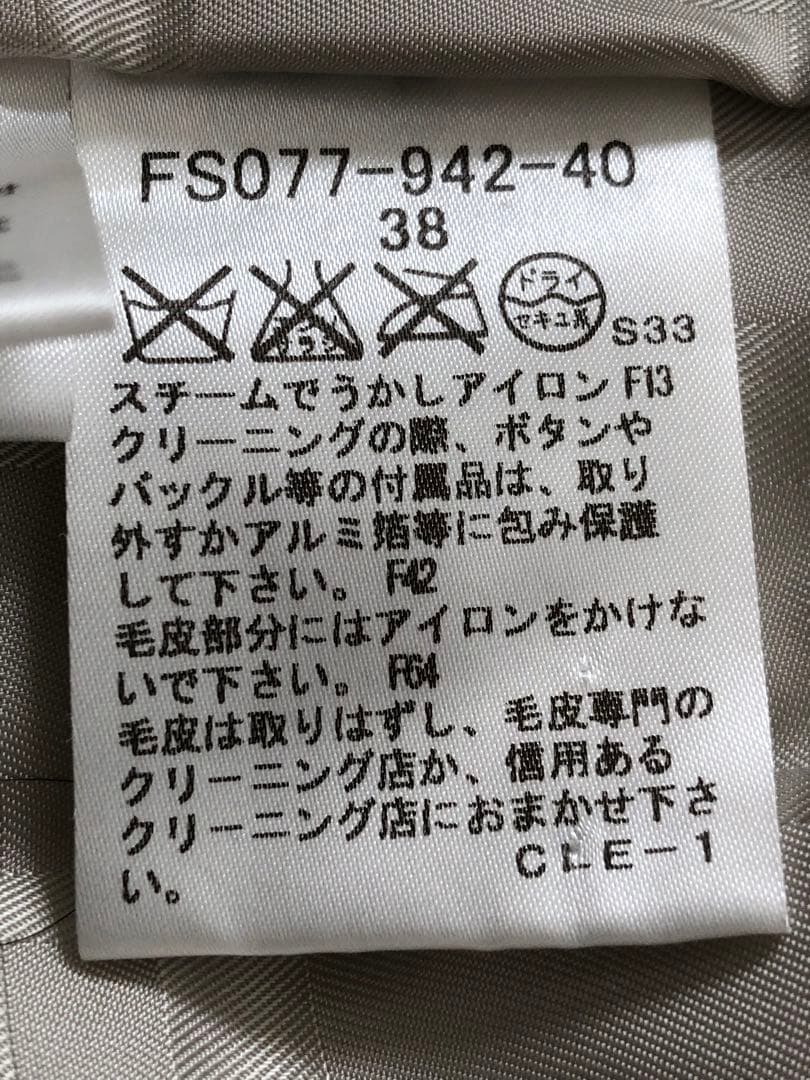 FS077-942-40
38
ドライ
セキユ系
S33
スチームでうかしアイロン F13
クリーニングの際、ボタンや
バックル等の付属品は、取り
外すかアルミ箔等に包み保護
して下さい。 F42
毛皮部分にはアイロンをかけな
いで下さい。 F64
毛皮は取りはずし、毛皮専門の
クリーニング店か、信用ある
クリーニング店におまかせ下さ
い。
CLE-1